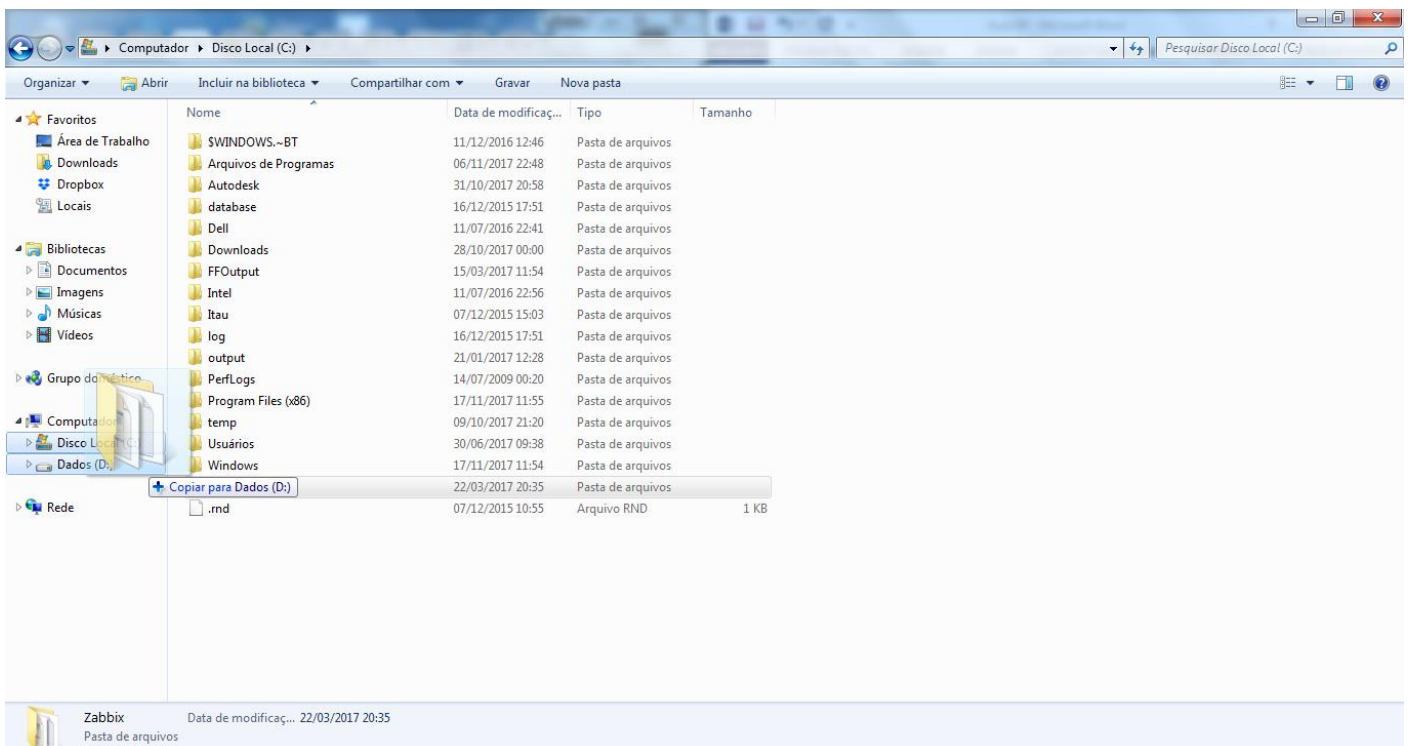 Computador ▸ Disco Local (C:) ▸ Pesquisar Disco Local (C:)
Organizar Abrir Incluir na biblioteca Compartilhar com Gravar Nova pasta
Favoritos
Área de Trabalho
Downloads
Dropbox
Locais
Bibliotecas
Documentos
Imagens
Músicas
Vídeos
Grupo doméstico
Computador
Disco Local (C:)
Dados (D:)
Rede
Nome Data de modificaç... Tipo Tamanho
$WINDOWS.~BT 11/12/2016 12:46 Pasta de arquivos
Arquivos de Programas 06/11/2017 22:48 Pasta de arquivos
Autodesk 31/10/2017 20:58 Pasta de arquivos
database 16/12/2015 17:51 Pasta de arquivos
Dell 11/07/2016 22:41 Pasta de arquivos
Downloads 28/10/2017 00:00 Pasta de arquivos
FFOutput 15/03/2017 11:54 Pasta de arquivos
Intel 11/07/2016 22:56 Pasta de arquivos
Itau 07/12/2015 15:03 Pasta de arquivos
log 16/12/2015 17:51 Pasta de arquivos
output 21/01/2017 12:28 Pasta de arquivos
PerfLogs 14/07/2009 00:20 Pasta de arquivos
Program Files (x86) 17/11/2017 11:55 Pasta de arquivos
temp 09/10/2017 21:20 Pasta de arquivos
Usuários 30/06/2017 09:38 Pasta de arquivos
Windows 17/11/2017 11:54 Pasta de arquivos
Copiar para Dados (D:) 22/03/2017 20:35 Pasta de arquivos
.rnd 07/12/2015 10:55 Arquivo RND 1 KB
Zabbix Data de modificaç... 22/03/2017 20:35
Pasta de arquivos